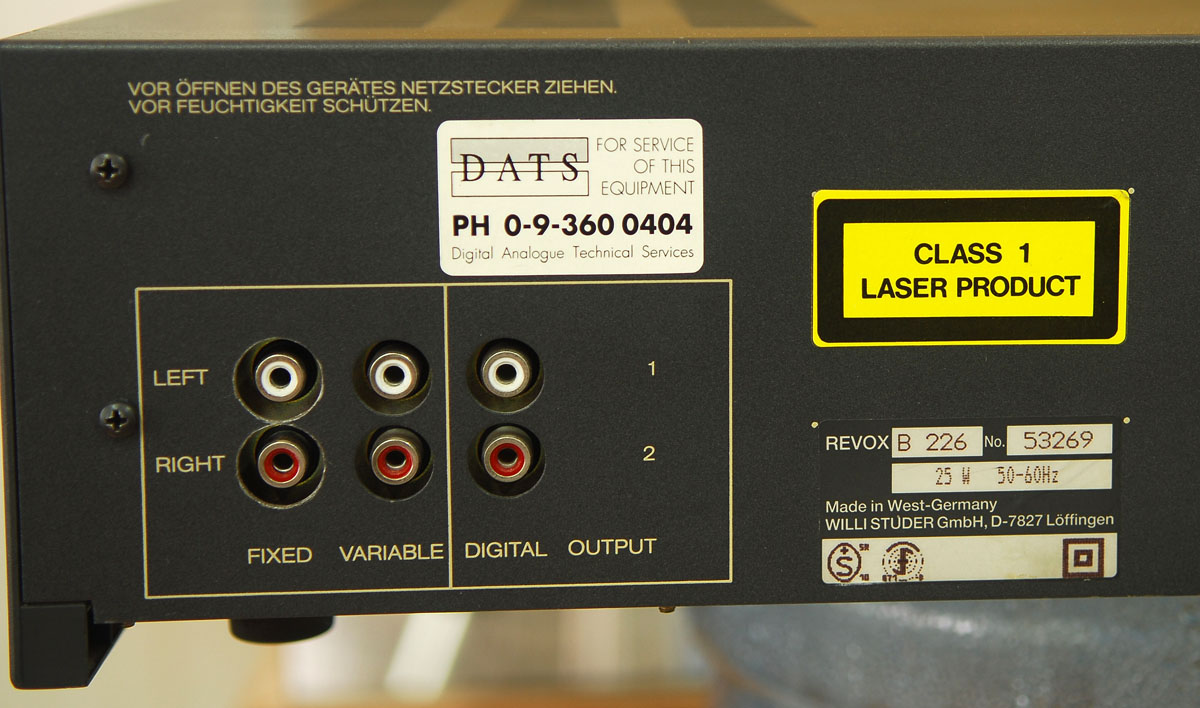 VOR ÖFFNEN DES GERÄTES NETZSTECKER ZIEHEN.
VOR FEUCHTIGKEIT SCHÜTZEN.
DATS
FOR SERVICE
OF THIS
EQUIPMENT
PH 0-9-360 0404
Digital Analogue Technical Services
CLASS 1
LASER PRODUCT
LEFT
1
RIGHT
2
FIXED VARIABLE DIGITAL OUTPUT
REVOX B 226 No. 53269
25 W 50-60Hz
Made in West-Germany
WILLI STUDER GmbH, D-7827 Löffingen
S